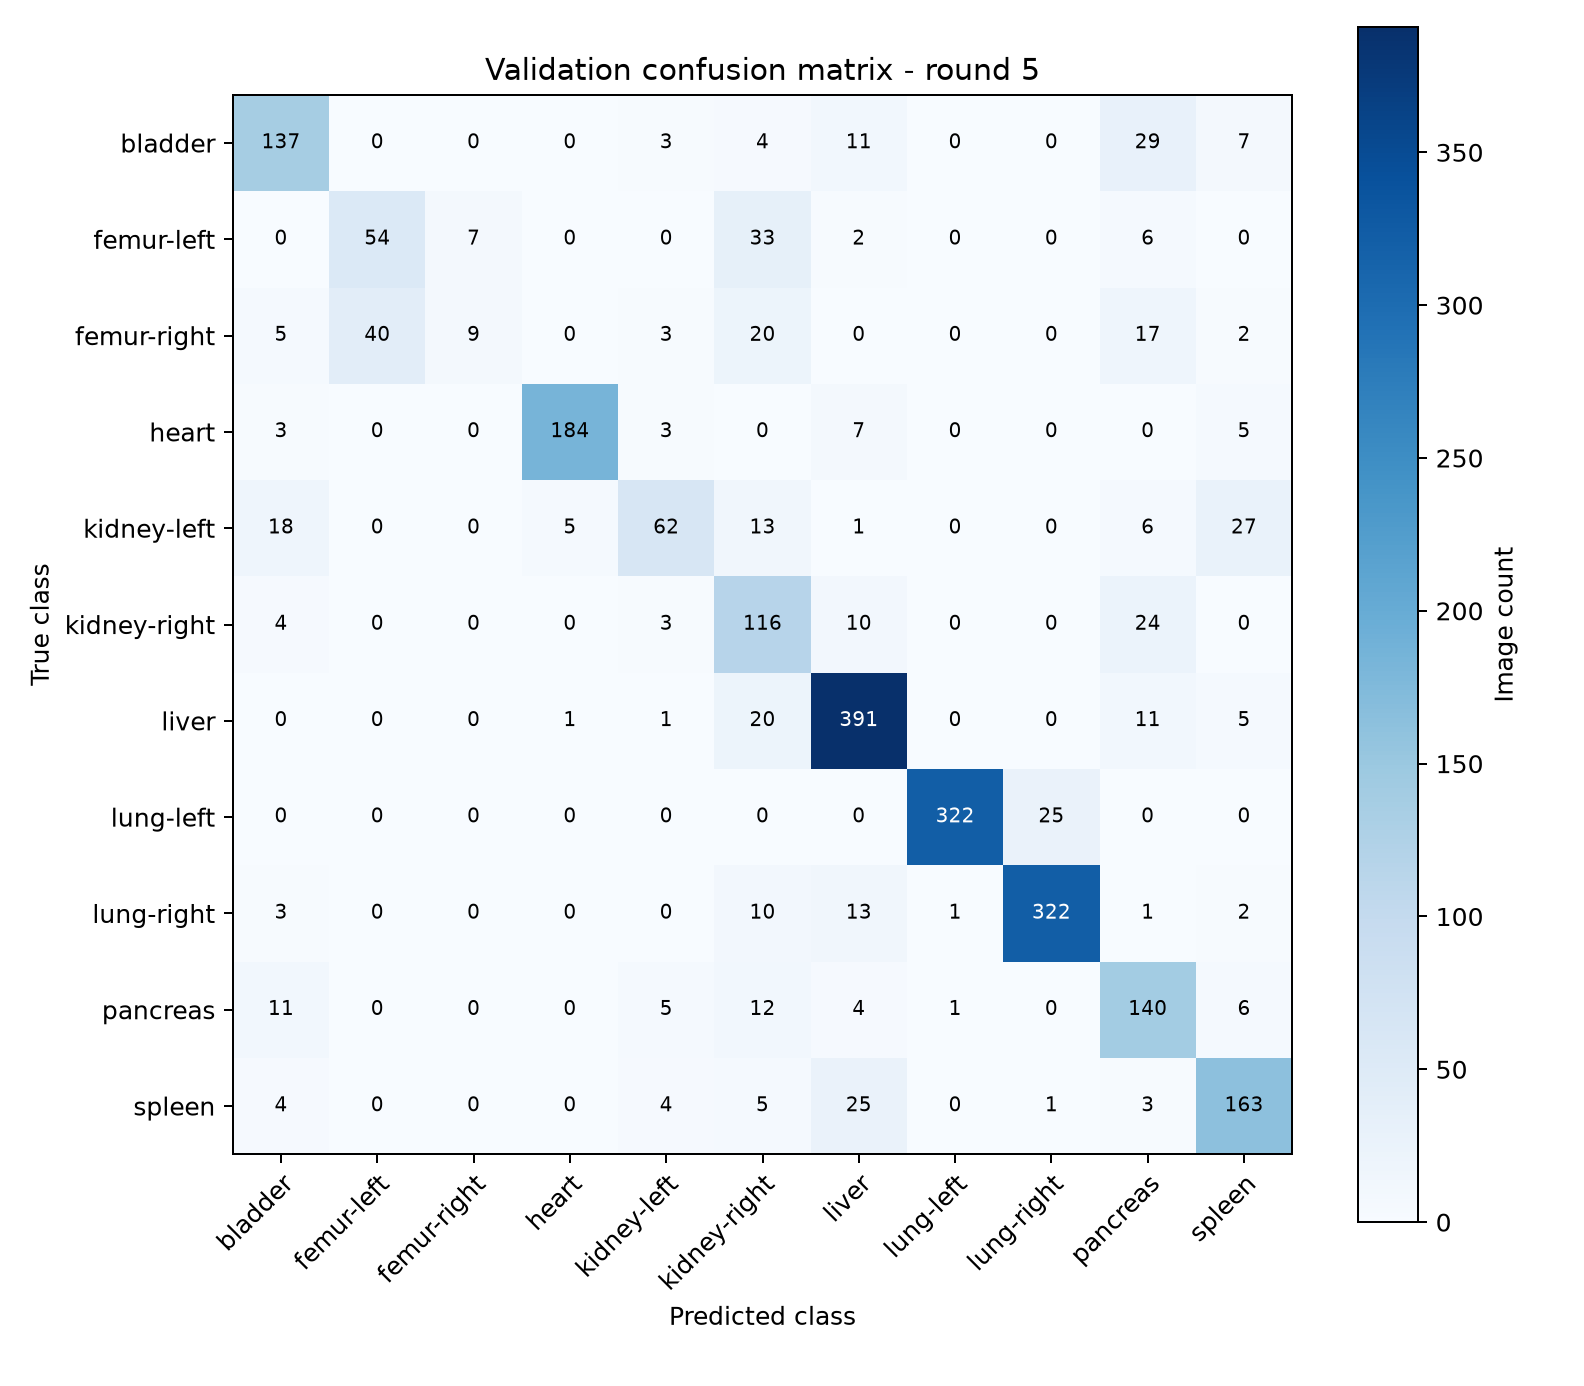 Validation confusion matrix - round 5
bladder 137 0 0 0 3 4 11 0 0 29 7
femur-left 0 54 7 0 0 33 2 0 0 6 0
femur-right 5 40 9 0 3 20 0 0 0 17 2
heart 3 0 0 184 3 0 7 0 0 0 5
kidney-left 18 0 0 5 62 13 1 0 0 6 27
kidney-right 4 0 0 0 3 116 10 0 0 24 0
liver 0 0 0 1 1 20 391 0 0 11 5
lung-left 0 0 0 0 0 0 0 322 25 0 0
lung-right 3 0 0 0 0 10 13 1 322 1 2
pancreas 11 0 0 0 5 12 4 1 0 140 6
spleen 4 0 0 0 4 5 25 0 1 3 163
True class
bladder femur-left femur-right heart kidney-left kidney-right liver lung-left lung-right pancreas spleen
Predicted class
350
300
250
200
150
100
50
0
Image count